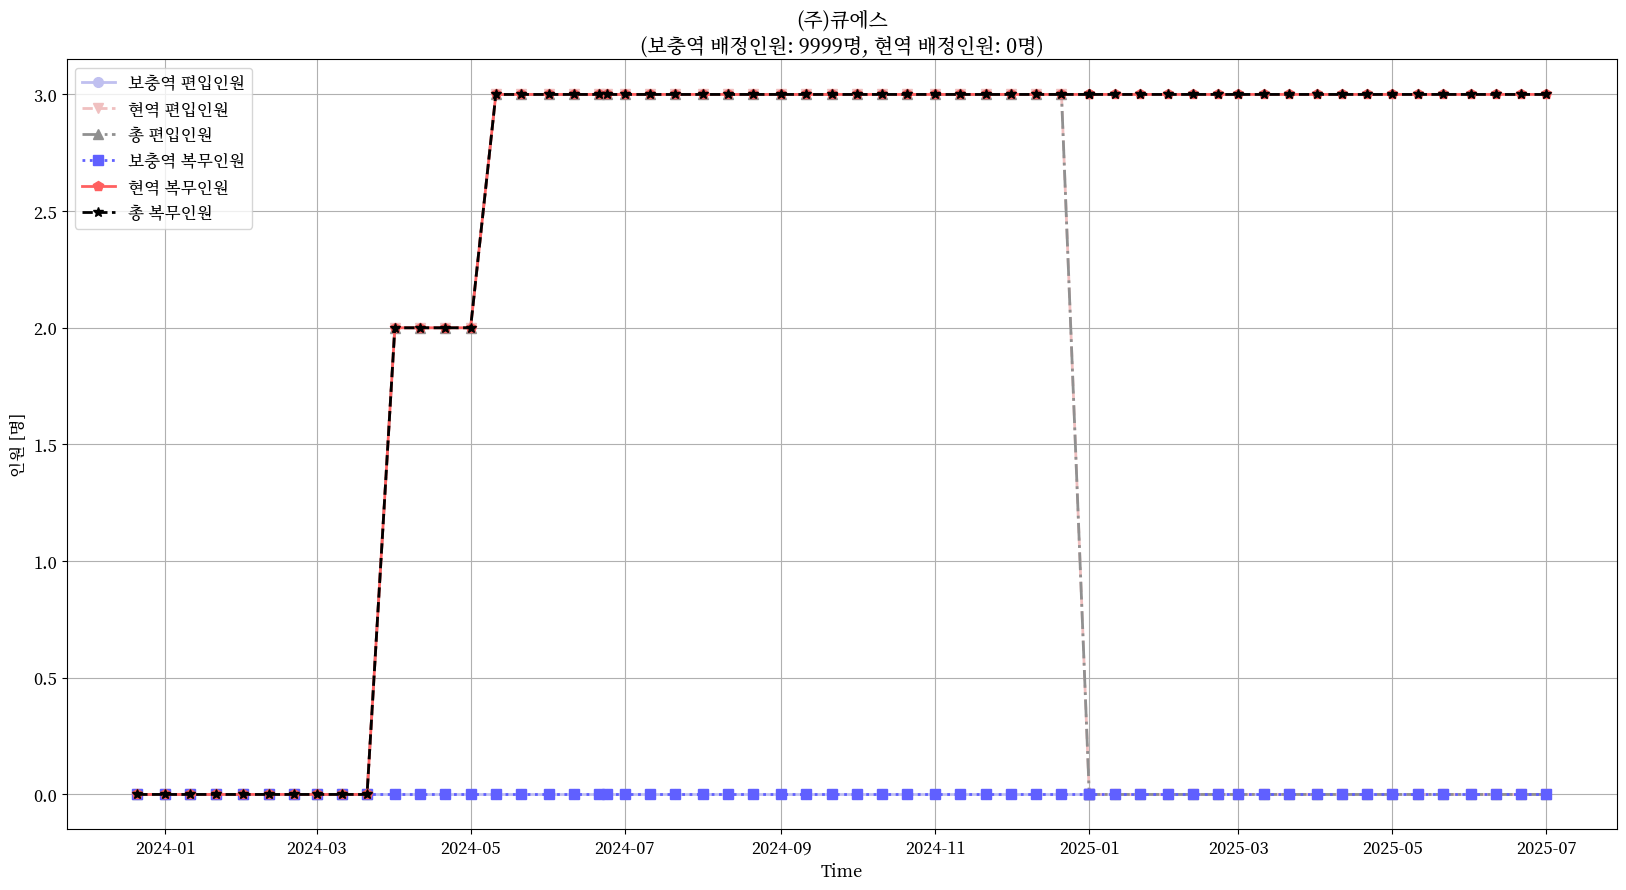 (주)큐에스
(보충역 배정인원: 9999명, 현역 배정인원: 0명)
보충역 편입인원
현역 편입인원
총 편입인원
보충역 복무인원
현역 복무인원
총 복무인원
3.0
2.5
2.0
1.5
1.0
0.5
0.0
인원 [명]
2024-01 2024-03 2024-05 2024-07 2024-09 2024-11 2025-01 2025-03 2025-05 2025-07
Time